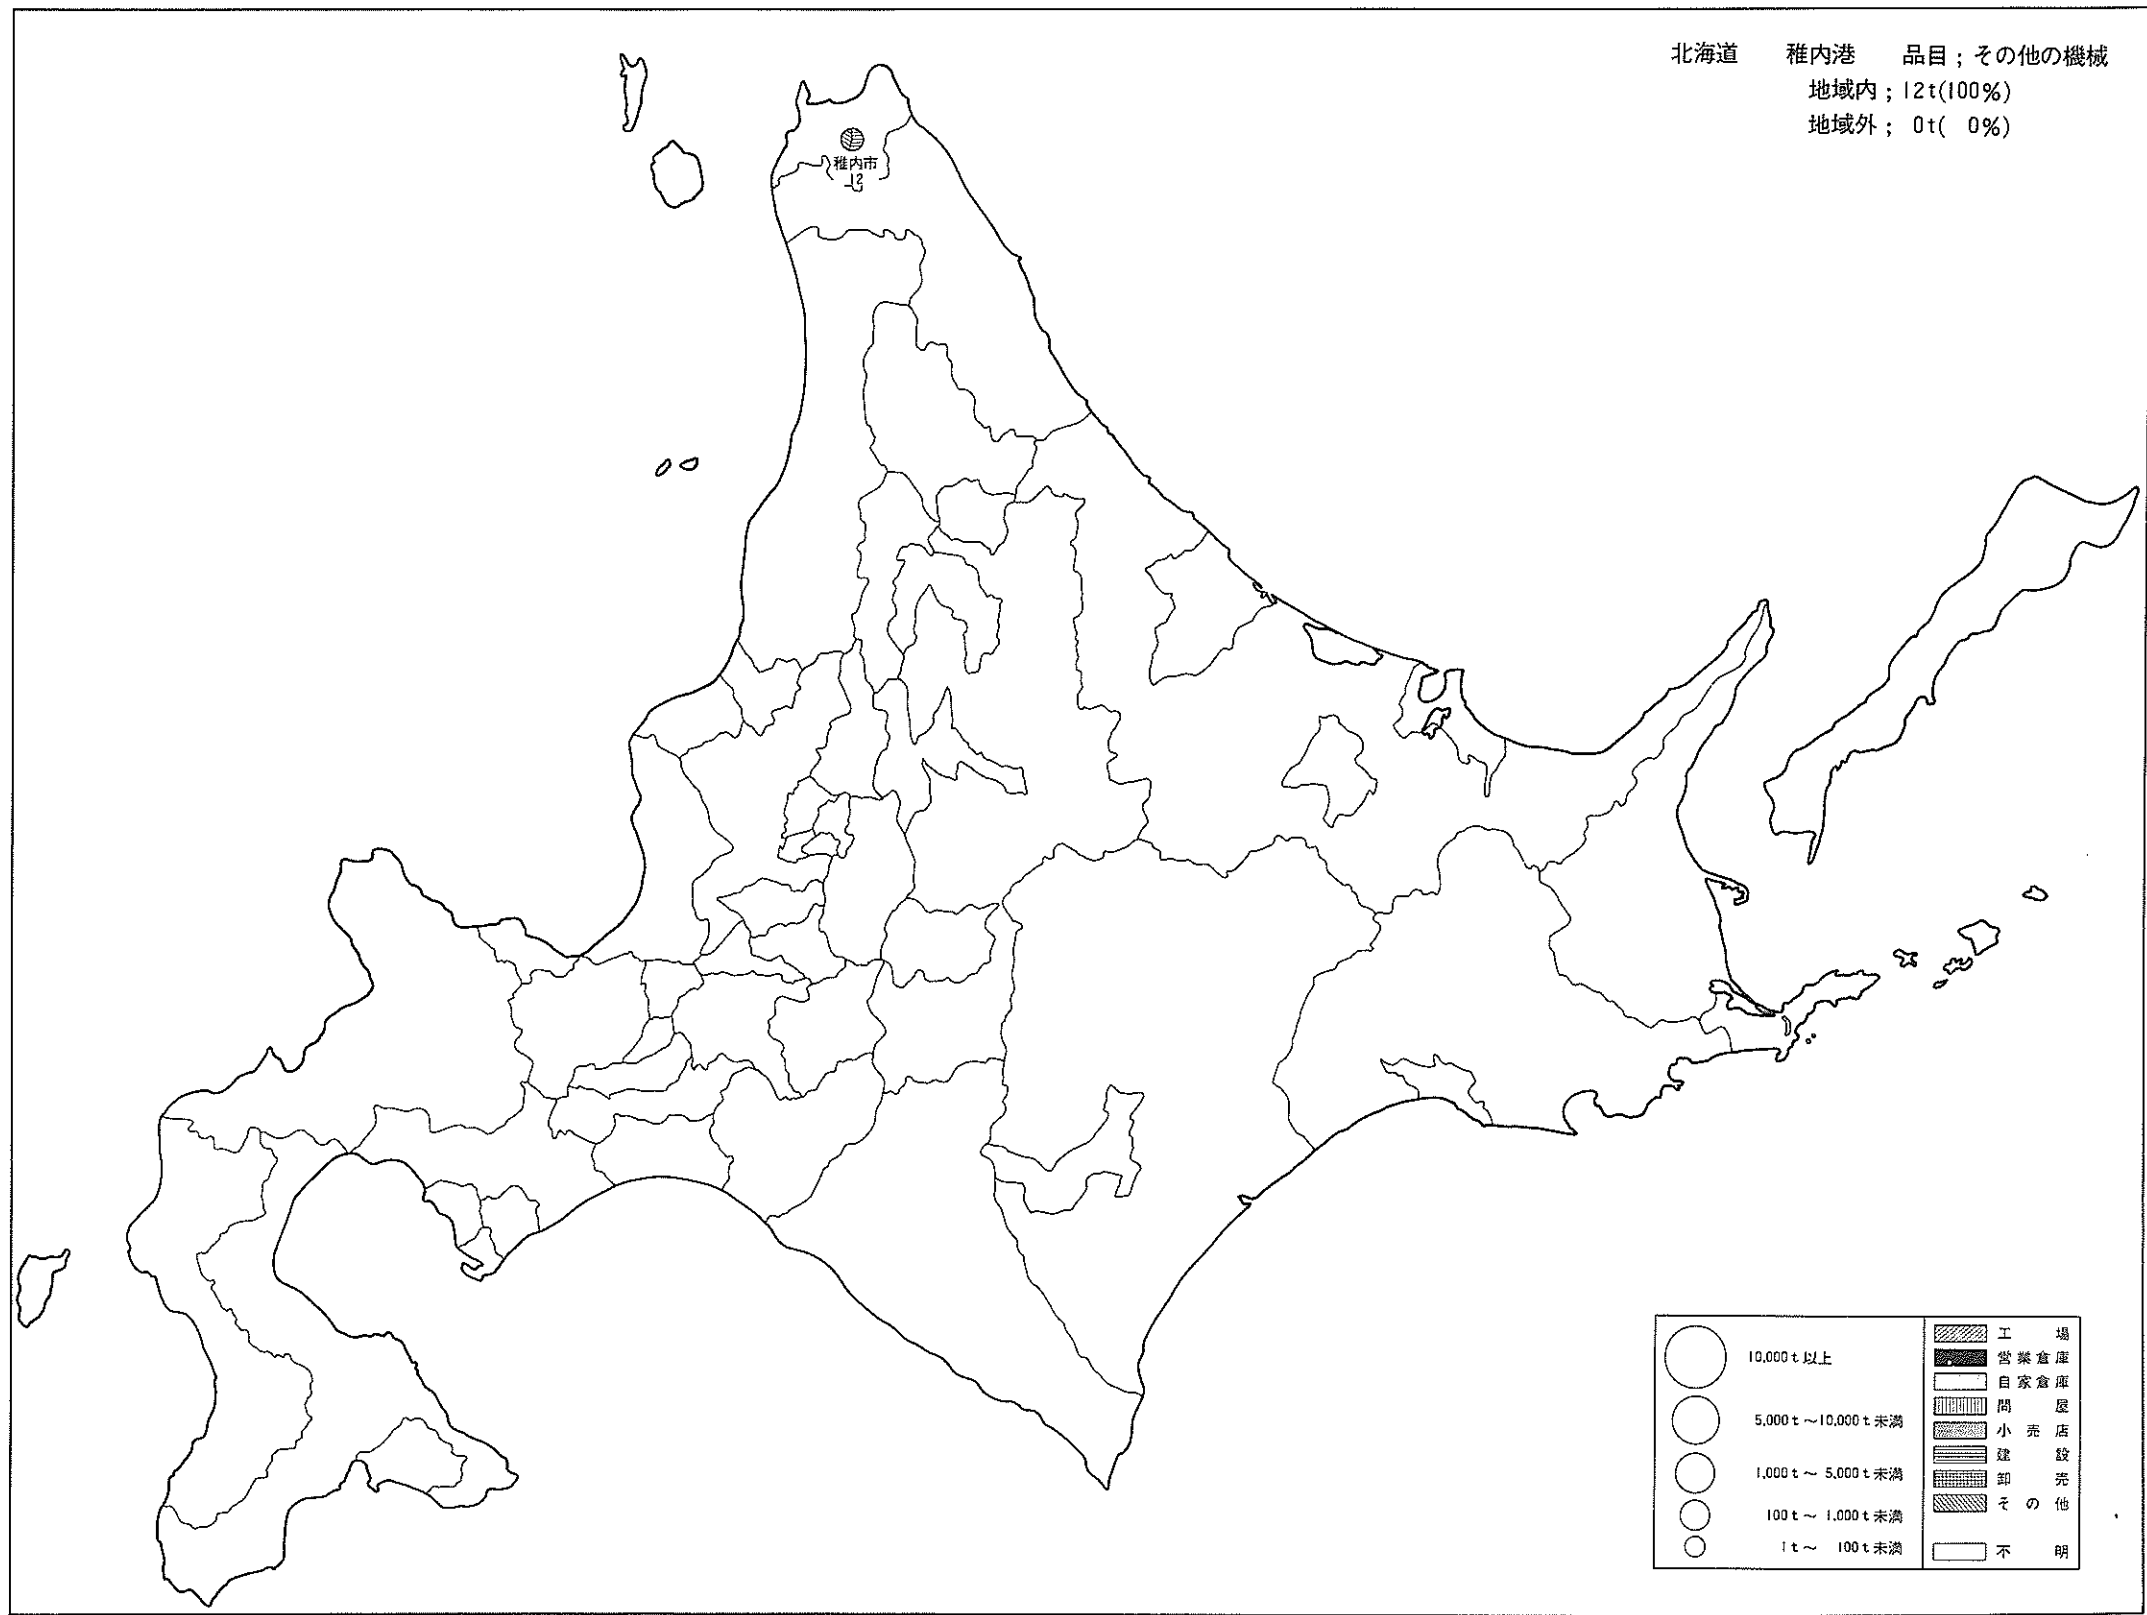 北海道 稚内港 品目；その他の機械
地域内；12t(100%)
地域外； 0t( 0%)
稚内市
12
10,000t以上
5,000t～10,000t未満
1,000t～ 5,000t未満
100t～ 1,000t未満
1t～ 100t未満
工場
営業倉庫
自家倉庫
問屋
小売店
建設
卸売
その他
不明